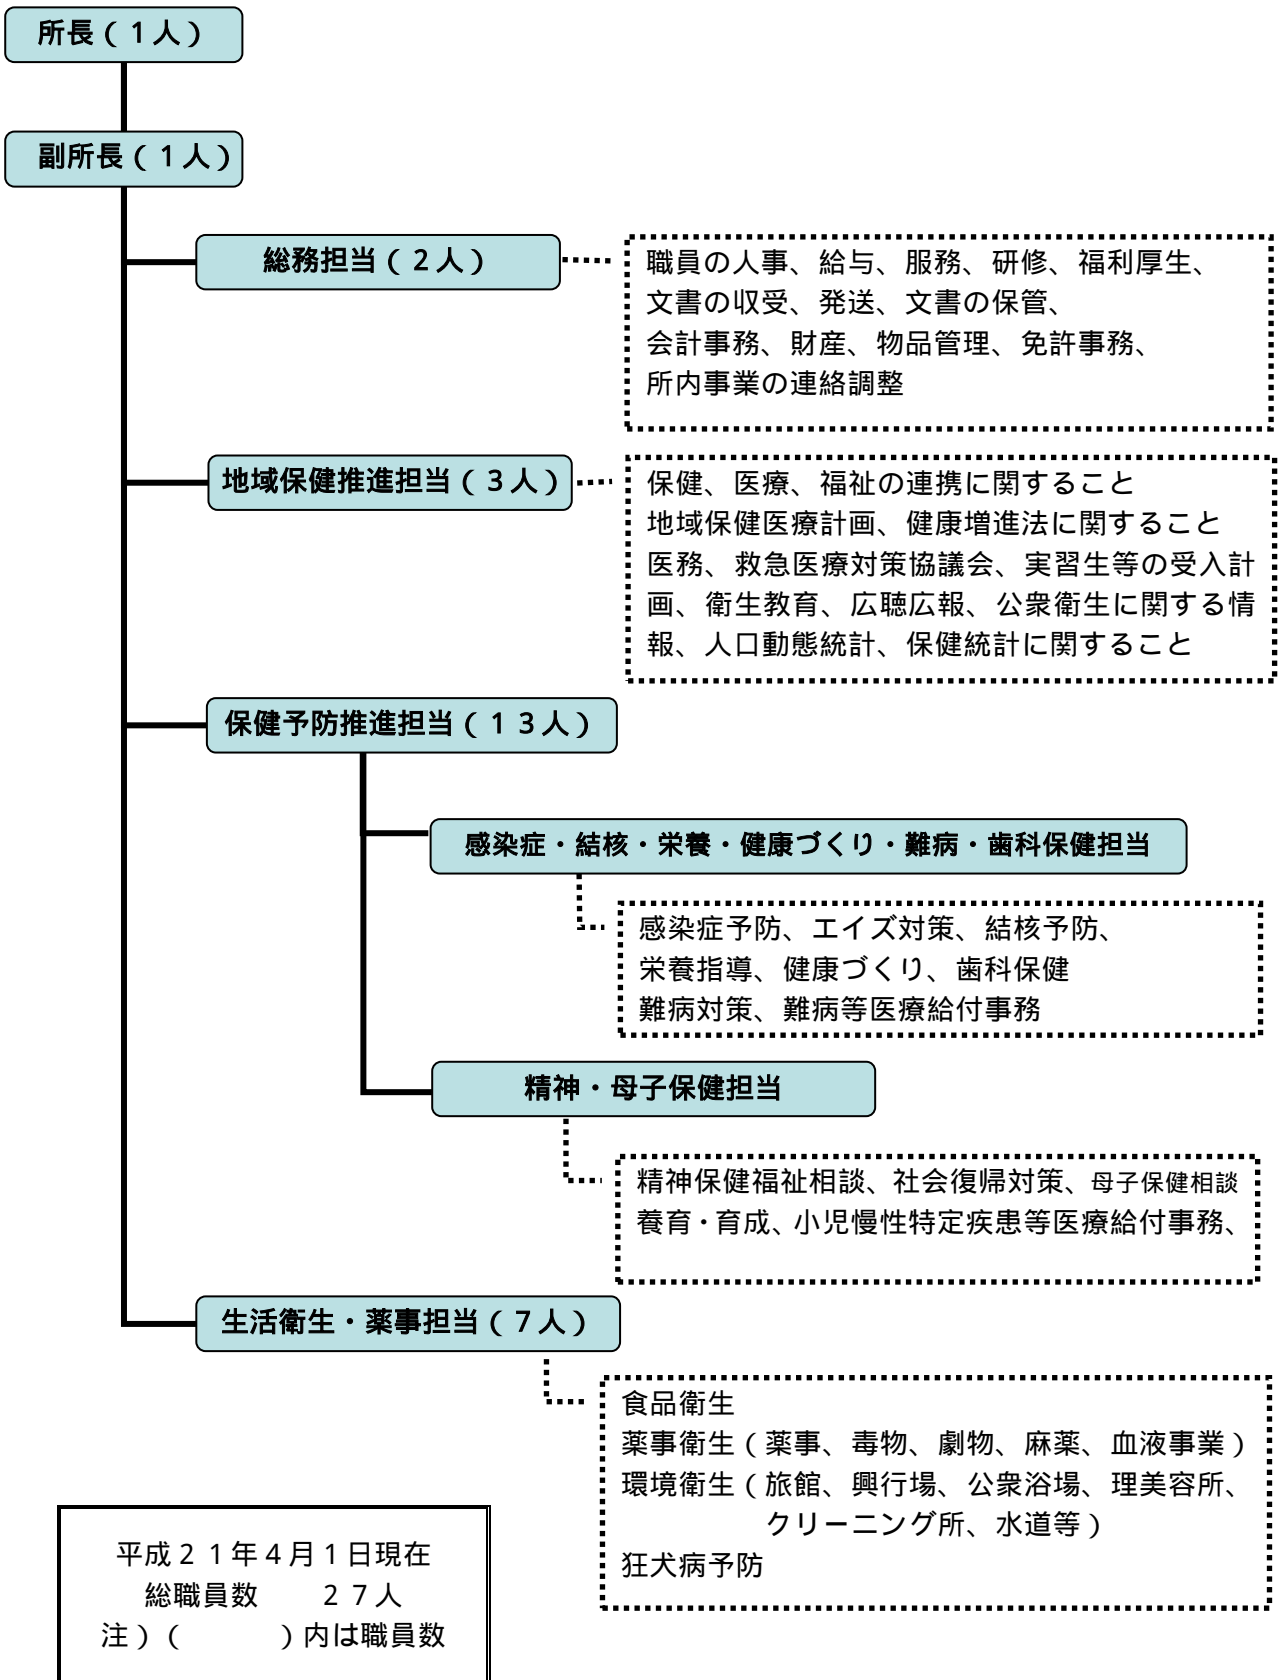 所長（１人）
副所長（１人）
総務担当（２人）
職員の人事、給与、服務、研修、福利厚生、
文書の収受、発送、文書の保管、
会計事務、財産、物品管理、免許事務、
所内事業の連絡調整
地域保健推進担当（３人）
保健、医療、福祉の連携に関すること
地域保健医療計画、健康増進法に関すること
医務、救急医療対策協議会、実習生等の受入計
画、衛生教育、広聴広報、公衆衛生に関する情
報、人口動態統計、保健統計に関すること
保健予防推進担当（１３人）
感染症・結核・栄養・健康づくり・難病・歯科保健担当
感染症予防、エイズ対策、結核予防、
栄養指導、健康づくり、歯科保健
難病対策、難病等医療給付事務
精神・母子保健担当
精神保健福祉相談、社会復帰対策、母子保健相談
養育・育成、小児慢性特定疾患等医療給付事務、
生活衛生・薬事担当（７人）
食品衛生
薬事衛生（薬事、毒物、劇物、麻薬、血液事業）
環境衛生（旅館、興行場、公衆浴場、理美容所、
クリーニング所、水道等）
狂犬病予防
平成２１年４月１日現在
総職員数　　２７人
注）（　　　）内は職員数